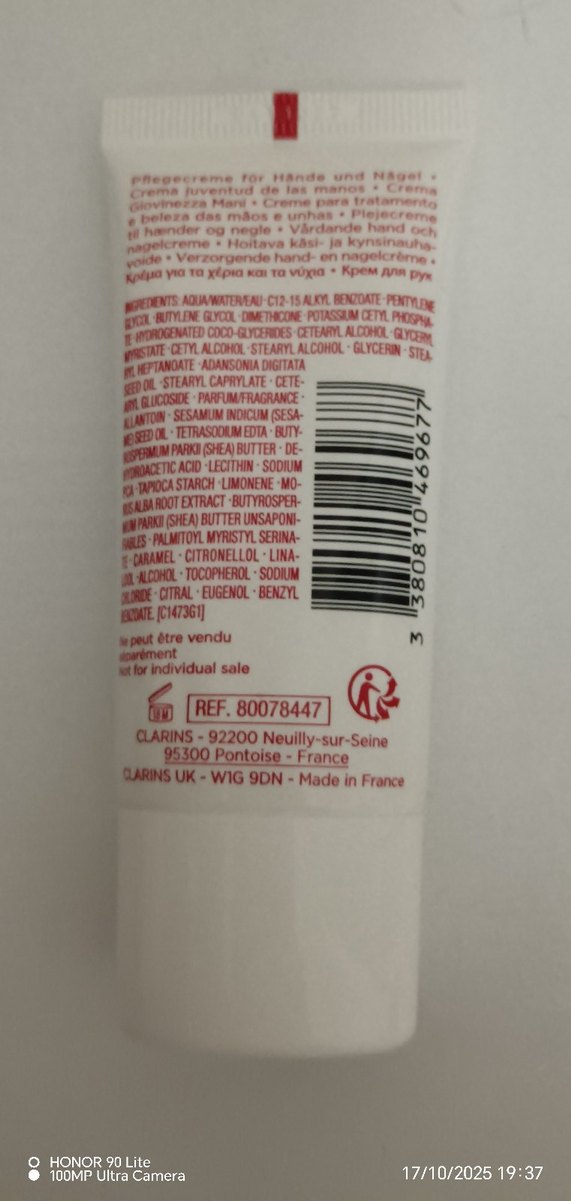 Pflegecreme für Hände und Nägel •
Crema juventud de las manos • Crema
Giovinezza Mani • Creme para tratamento
e beleza das mãos e unhas • Plejecreme
til hænder og negle • Vårdande hand och
nagelcreme • Hoitava käsi- ja kynsinauha-
voide • Verzorgende hand- en nagelcrème •
Κρέμα για τα χέρια και τα νύχια • Крем для рук
INGREDIENTS: AQUA/WATER/EAU · C12-15 ALKYL BENZOATE · PENTYLENE
GLYCOL · BUTYLENE GLYCOL · DIMETHICONE · POTASSIUM CETYL PHOSPHA-
TE · HYDROGENATED COCO-GLYCERIDES · CETEARYL ALCOHOL · GLYCERYL
MYRISTATE · CETYL ALCOHOL · STEARYL ALCOHOL · GLYCERIN · STEA-
RYL HEPTANOATE · ADANSONIA DIGITATA
SEED OIL · STEARYL CAPRYLATE · CETE-
ARYL GLUCOSIDE · PARFUM/FRAGRANCE ·
ALLANTOIN · SESAMUM INDICUM (SESA-
ME) SEED OIL · TETRASODIUM EDTA · BUTY-
ROSPERMUM PARKII (SHEA) BUTTER · DE-
HYDROACETIC ACID · LECITHIN · SODIUM
PCA · TAPIOCA STARCH · LIMONENE · MO-
RUS ALBA ROOT EXTRACT · BUTYROSPER-
MUM PARKII (SHEA) BUTTER UNSAPONI-
FIABLES · PALMITOYL MYRISTYL SERINA-
TE · CARAMEL · CITRONELLOL · LINA-
LOOL · ALCOHOL · TOCOPHEROL · SODIUM
CHLORIDE · CITRAL · EUGENOL · BENZYL
BENZOATE. [C1473G1]
3 380810 469677
Ne peut être vendu
séparément
Not for individual sale
REF. 80078447
CLARINS - 92200 Neuilly-sur-Seine
95300 Pontoise - France
CLARINS UK - W1G 9DN - Made in France
HONOR 90 Lite
100MP Ultra Camera
17/10/2025 19:37